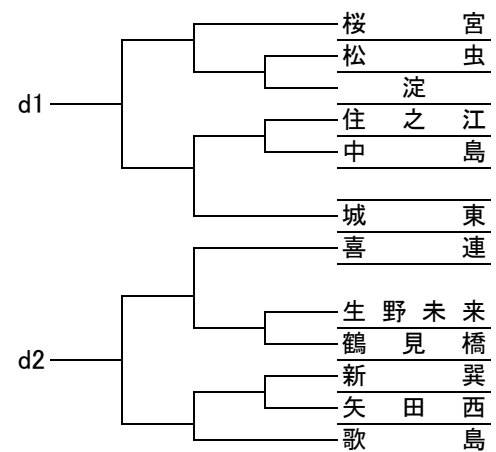 桜宮
松虫
淀
d1
住之江
中島
城東
喜連
生野未来
鶴見橋
d2
新巽
矢田西
歌島